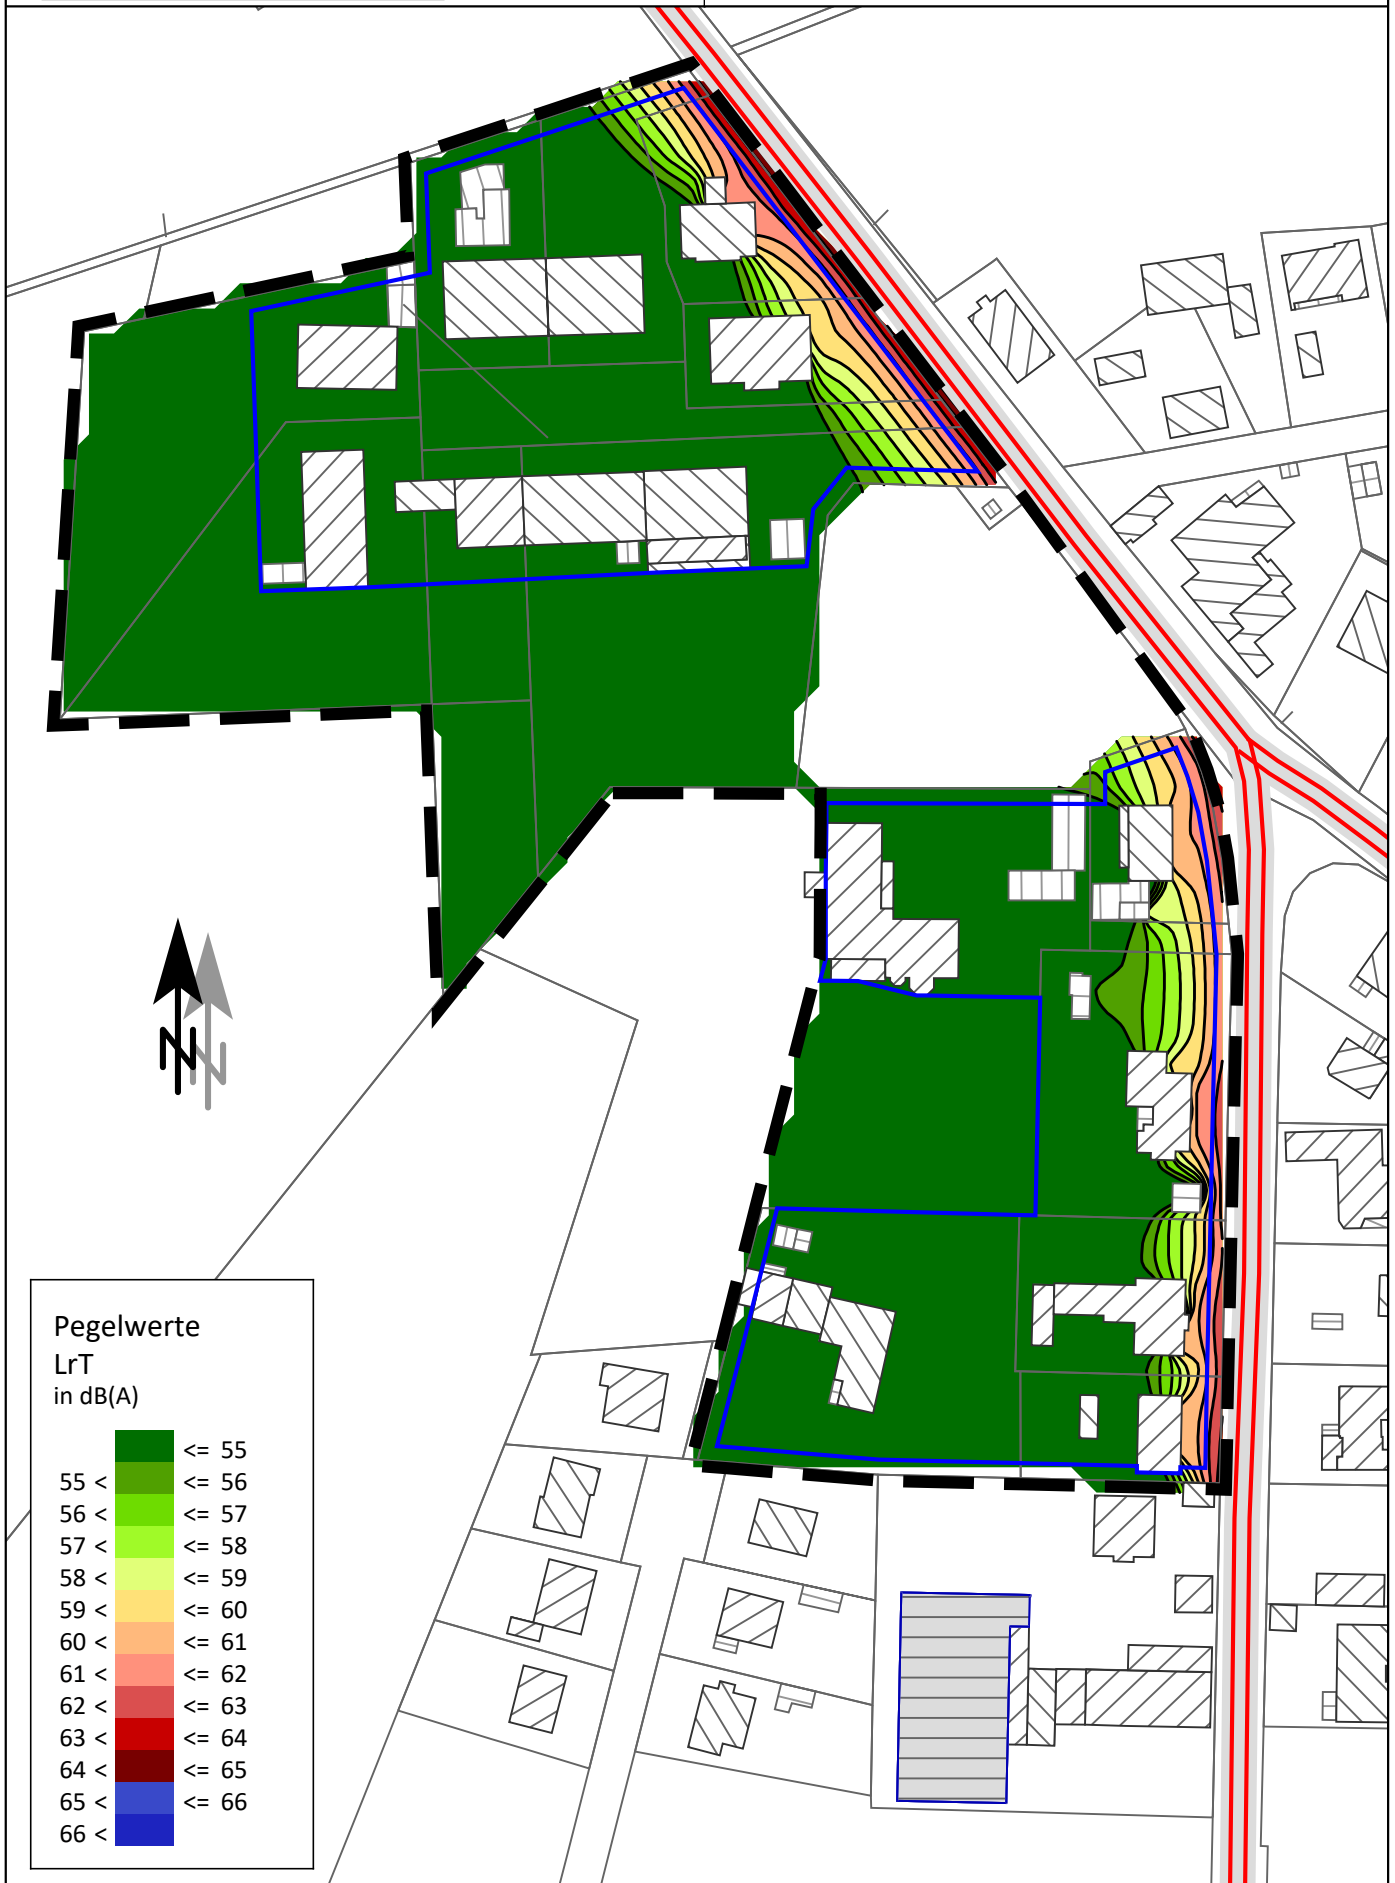 N
Pegelwerte
LrT
in dB(A)
<= 55
55 < <= 56
56 < <= 57
57 < <= 58
58 < <= 59
59 < <= 60
60 < <= 61
61 < <= 62
62 < <= 63
63 < <= 64
64 < <= 65
65 < <= 66
66 <